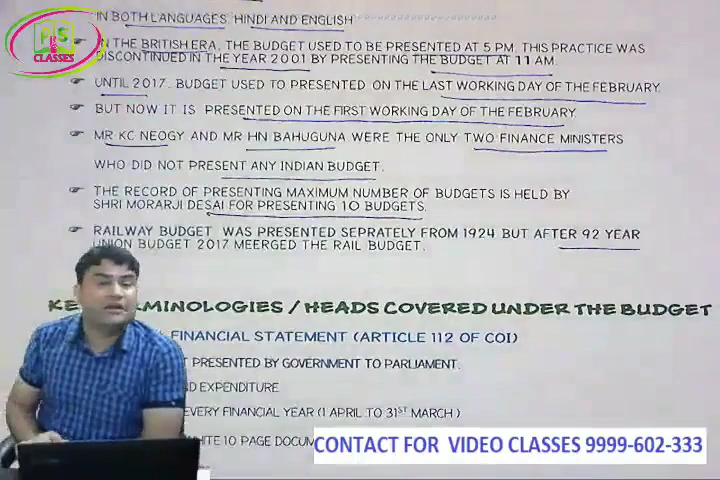 IN BOTH LANGUAGES, HINDI AND ENGLISH
PS
CLASSES
IN THE BRITISH ERA, THE BUDGET USED TO BE PRESENTED AT 5 PM. THIS PRACTICE WAS
DISCONTINUED IN THE YEAR 2001 BY PRESENTING THE BUDGET AT 11 AM.
UNTIL 2017, BUDGET USED TO PRESENTED ON THE LAST WORKING DAY OF THE FEBRUARY.
BUT NOW IT IS PRESENTED ON THE FIRST WORKING DAY OF THE FEBRUARY.
MR KC NEOGY AND MR HN BAHUGUNA WERE THE ONLY TWO FINANCE MINISTERS
WHO DID NOT PRESENT ANY INDIAN BUDGET.
THE RECORD OF PRESENTING MAXIMUM NUMBER OF BUDGETS IS HELD BY
SHRI MORARJI DESAI FOR PRESENTING 10 BUDGETS.
RAILWAY BUDGET WAS PRESENTED SEPRATELY FROM 1924 BUT AFTER 92 YEAR
UNION BUDGET 2017 MEERGED THE RAIL BUDGET.
/ HEADS COVERED UNDER THE BUDGET
FINANCIAL STATEMENT (ARTICLE 112 OF COI)
PRESENTED BY GOVERNMENT TO PARLIAMENT.
EXPENDITURE
EVERY FINANCIAL YEAR (1 APRIL TO 31ST MARCH)
10 PAGE
CONTACT FOR VIDEO CLASSES 9999-602-333